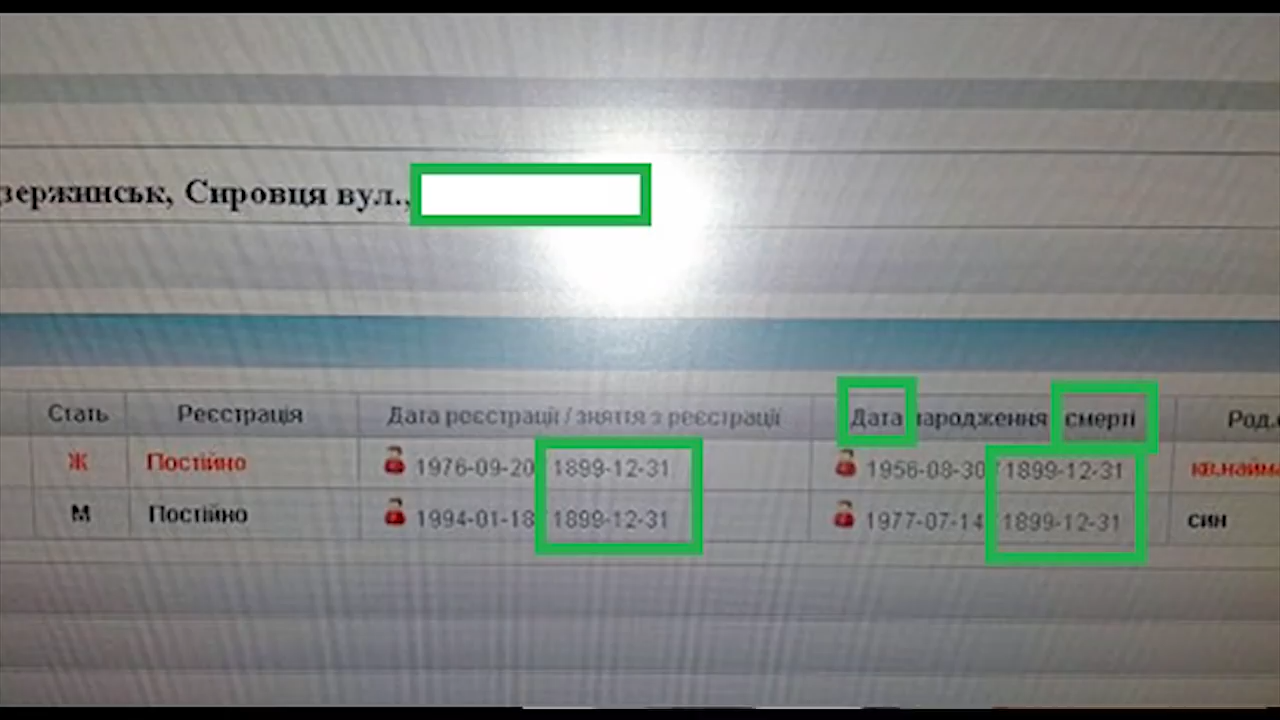 зержинськ, Сировця вул.,
Стать Реєстрація Дата реєстрації / зняття з реєстрації Дата народження смерті Род.
Ж Постійно 1976-09-20 1899-12-31 1956-08-30 / 1899-12-31 кв.найма
М Постійно 1994-01-18 1899-12-31 1977-07-14 1899-12-31 син